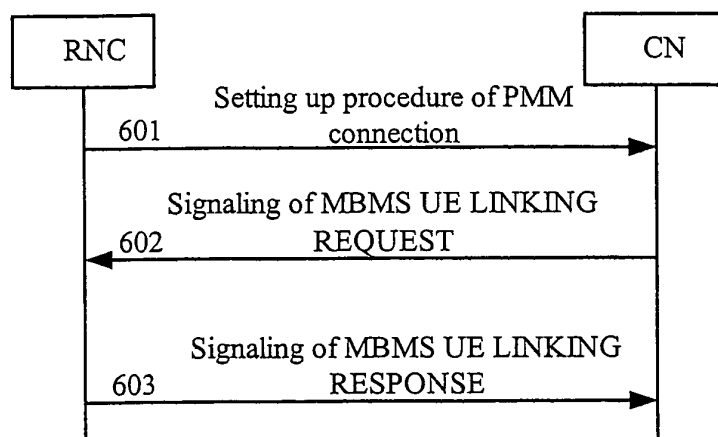 RNC
CN
Setting up procedure of PMM
601
connection
Signaling of MBMS UE LINKING
602
REQUEST
Signaling of MBMS UE LINKING
603
RESPONSE